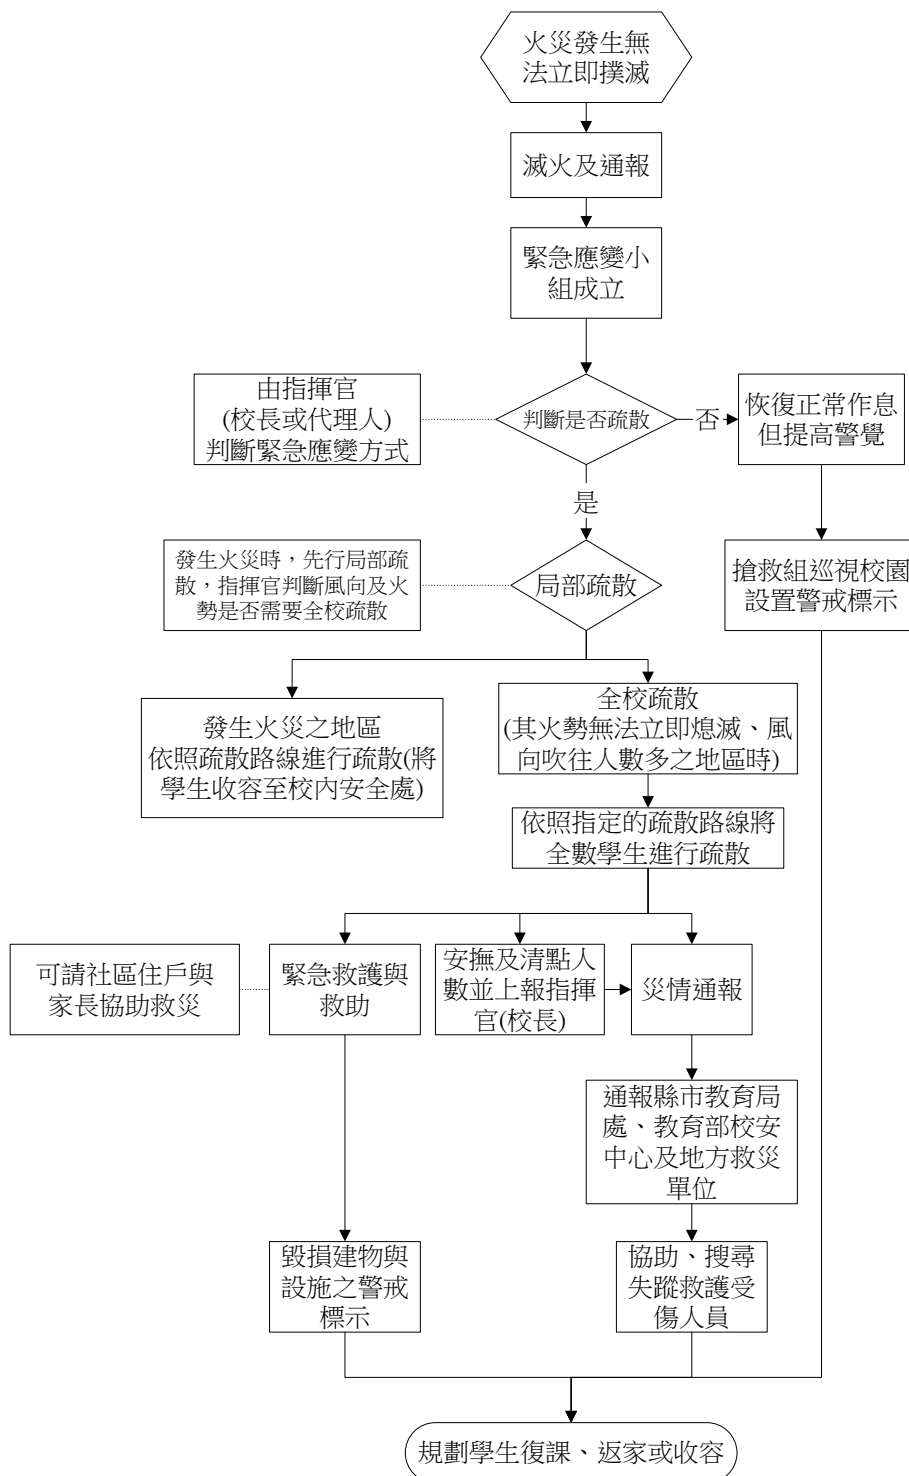 火災發生無
法立即撲滅
滅火及通報
緊急應變小
組成立
由指揮官
(校長或代理人)
判斷緊急應變方式
判斷是否疏散
否
恢復正常作息
但提高警覺
是
發生火災時，先行局部疏
散，指揮官判斷風向及火
勢是否需要全校疏散
局部疏散
搶救組巡視校園
設置警戒標示
發生火災之地區
依照疏散路線進行疏散(將
學生收容至校內安全處)
全校疏散
(其火勢無法立即熄滅、風
向吹往人數多之地區時)
依照指定的疏散路線將
全數學生進行疏散
可請社區住戶與
家長協助救災
緊急救護與
救助
安撫及清點人
數並上報指揮
官(校長)
災情通報
通報縣市教育局
處、教育部校安
中心及地方救災
單位
毀損建物與
設施之警戒
標示
協助、搜尋
失蹤救護受
傷人員
規劃學生復課、返家或收容